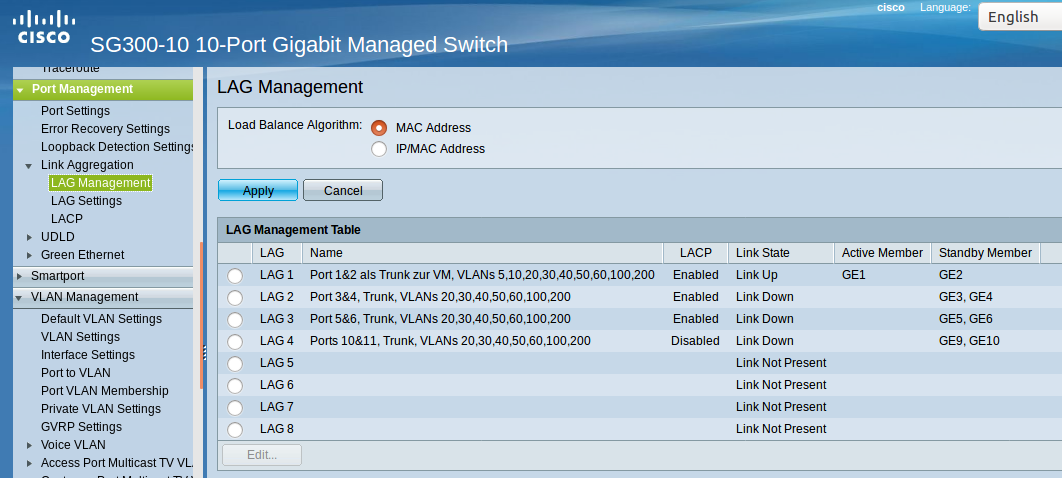 cisco Language: English
CISCO
SG300-10 10-Port Gigabit Managed Switch
Traceroute
Port Management
Port Settings
Error Recovery Settings
Loopback Detection Settings
Link Aggregation
LAG Management
LAG Settings
LACP
UDLD
Green Ethernet
Smartport
VLAN Management
Default VLAN Settings
VLAN Settings
Interface Settings
Port to VLAN
Port VLAN Membership
Private VLAN Settings
GVRP Settings
Voice VLAN
Access Port Multicast TV VL
LAG Management
Load Balance Algorithm: MAC Address
IP/MAC Address
Apply Cancel
LAG Management Table
LAG Name LACP Link State Active Member Standby Member
LAG 1 Port 1&2 als Trunk zur VM, VLANs 5,10,20,30,40,50,60,100,200 Enabled Link Up GE1 GE2
LAG 2 Port 3&4, Trunk, VLANs 20,30,40,50,60,100,200 Enabled Link Down GE3, GE4
LAG 3 Port 5&6, Trunk, VLANs 20,30,40,50,60,100,200 Enabled Link Down GE5, GE6
LAG 4 Ports 10&11, Trunk, VLANs 20,30,40,50,60,100,200 Disabled Link Down GE9, GE10
LAG 5 Link Not Present
LAG 6 Link Not Present
LAG 7 Link Not Present
LAG 8 Link Not Present
Edit...